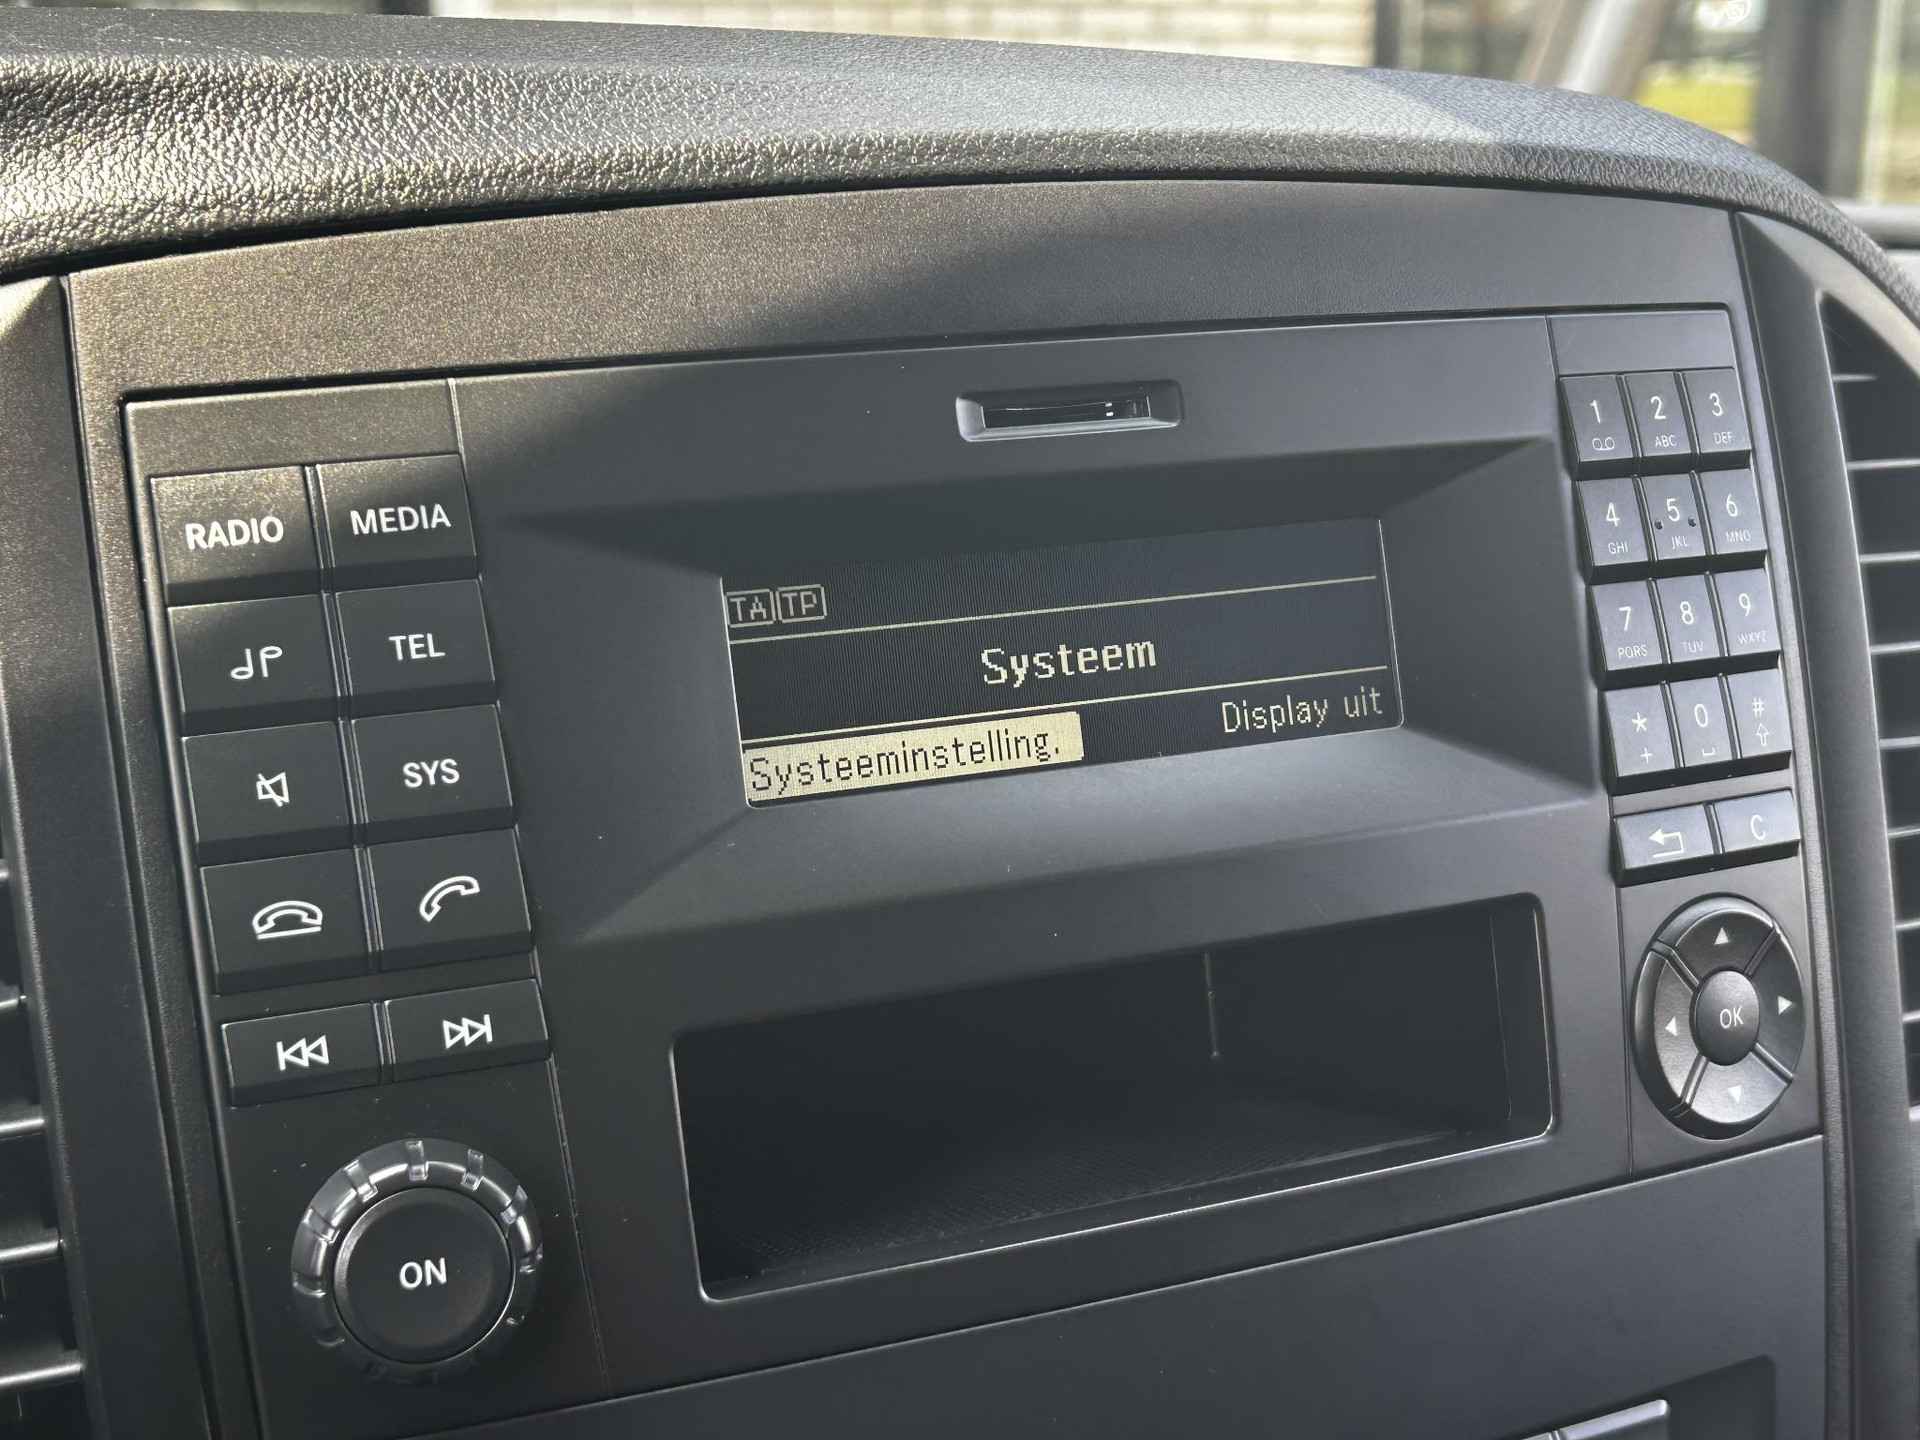 RADIO MEDIA
TEL
SYS
ON
TA TP
Systeem
Systeeminstelling. Display uit
1 2 3
ABC DEF
4 5 6
GHI JKL MNO
7 8 9
PQRS TUV WXYZ
* 0 #
+
C
OK